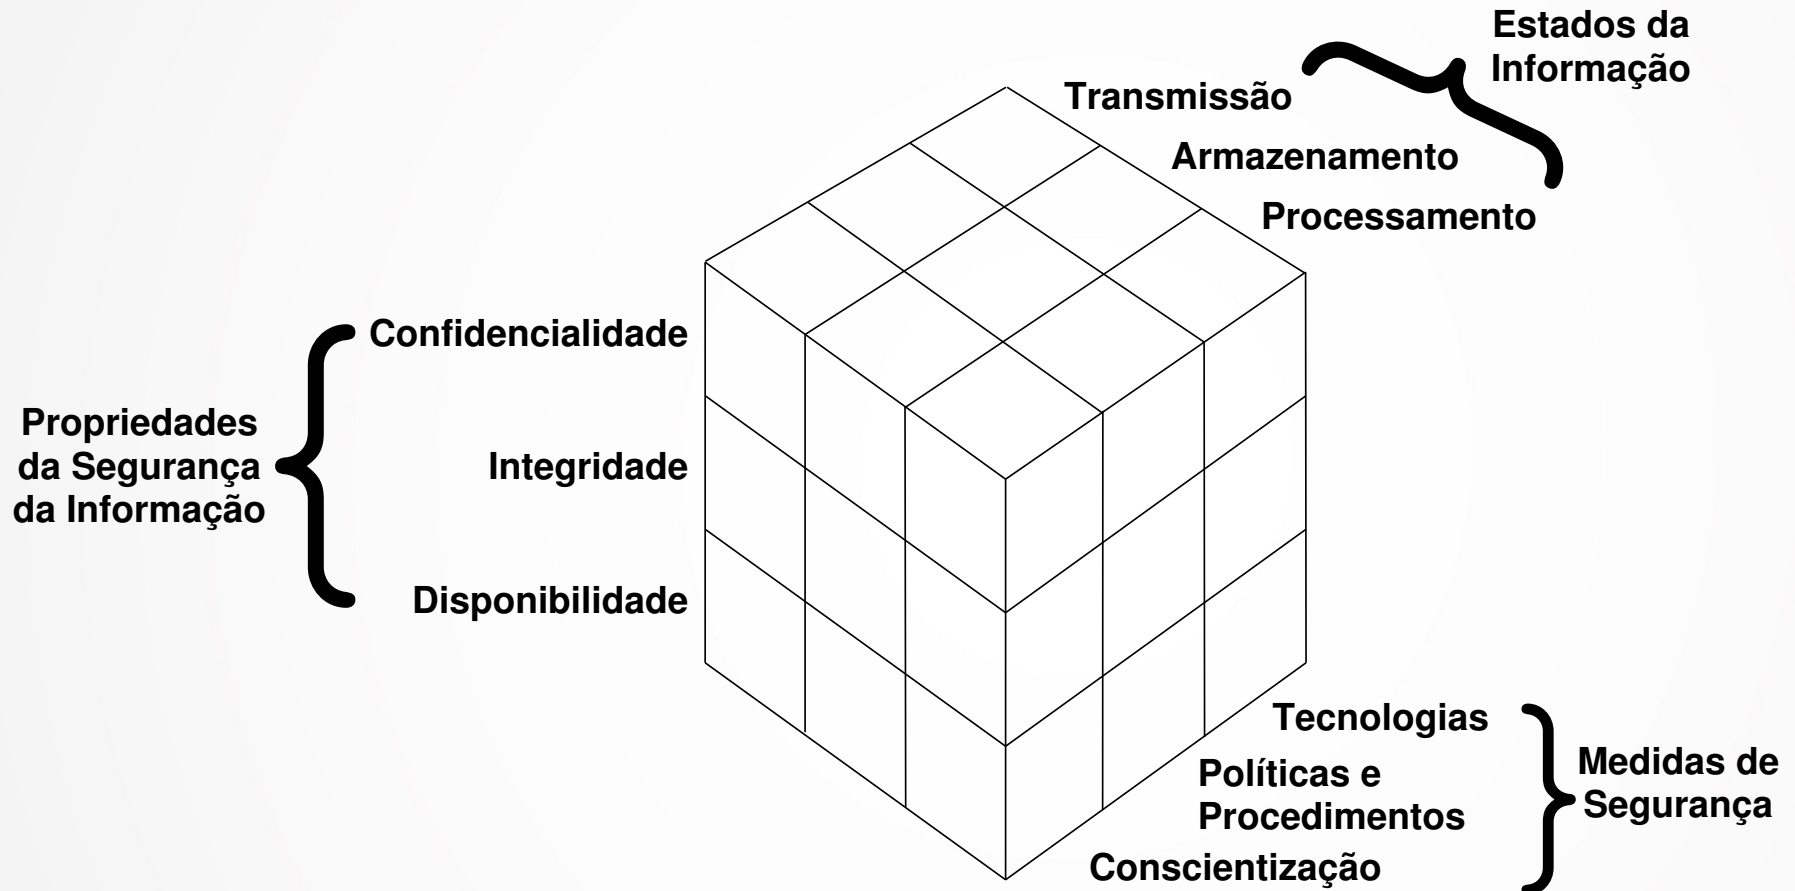 Estados da
Informação
Transmissão
Armazenamento
Processamento
Confidencialidade
Propriedades
da Segurança
da Informação
Integridade
Disponibilidade
Tecnologias
Políticas e
Procedimentos
Conscientização
Medidas de
Segurança